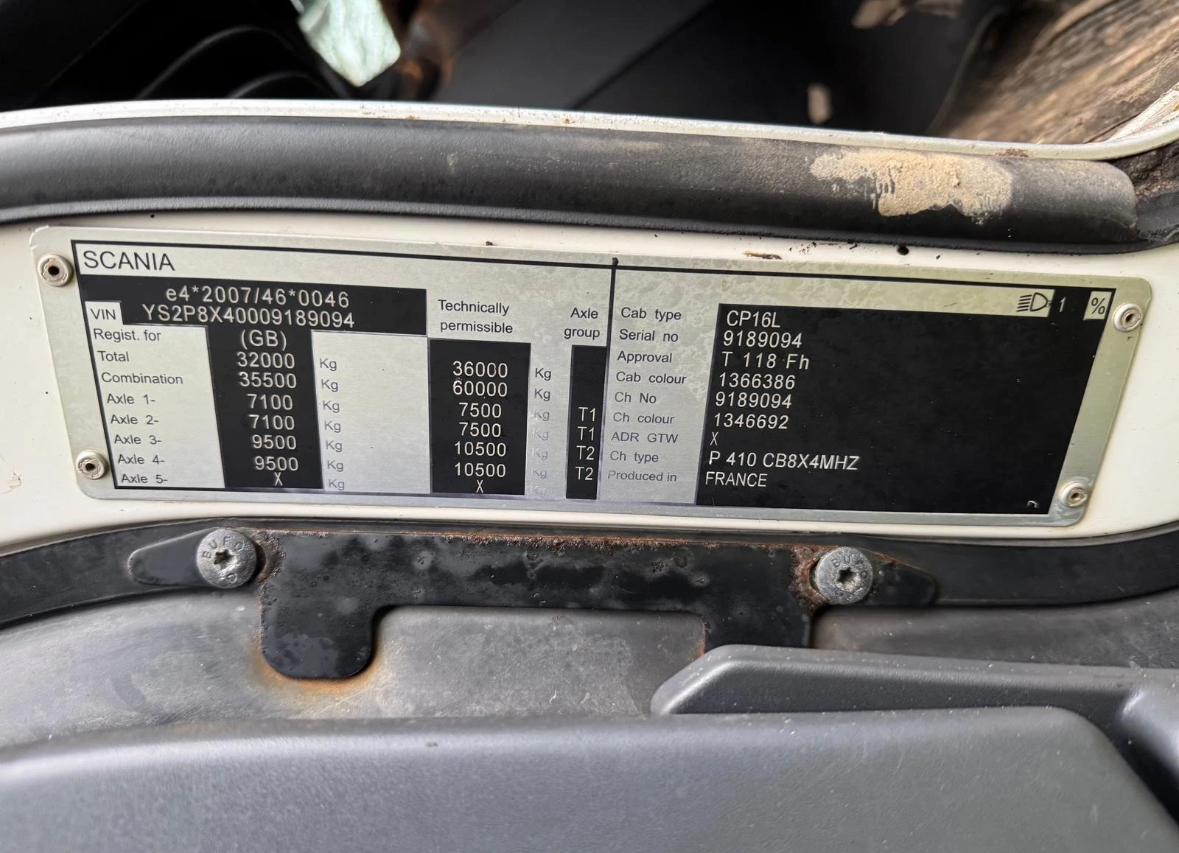 SCANIA
e4*2007/46*0046
VIN YS2P8X40009189094
Technically permissible
Axle group
Regist. for (GB)
Total 32000 Kg 36000 Kg
Combination 35500 Kg 60000 Kg
Axle 1- 7100 Kg 7500 Kg T1
Axle 2- 7100 Kg 7500 Kg T1
Axle 3- 9500 Kg 10500 Kg T2
Axle 4- 9500 Kg 10500 Kg T2
Axle 5- X Kg X
1 %
Cab type CP16L
Serial no 9189094
Approval T 118 Fh
Cab colour 1366386
Ch No 9189094
Ch colour 1346692
ADR GTW X
Ch type P 410 CB8X4MHZ
Produced in FRANCE